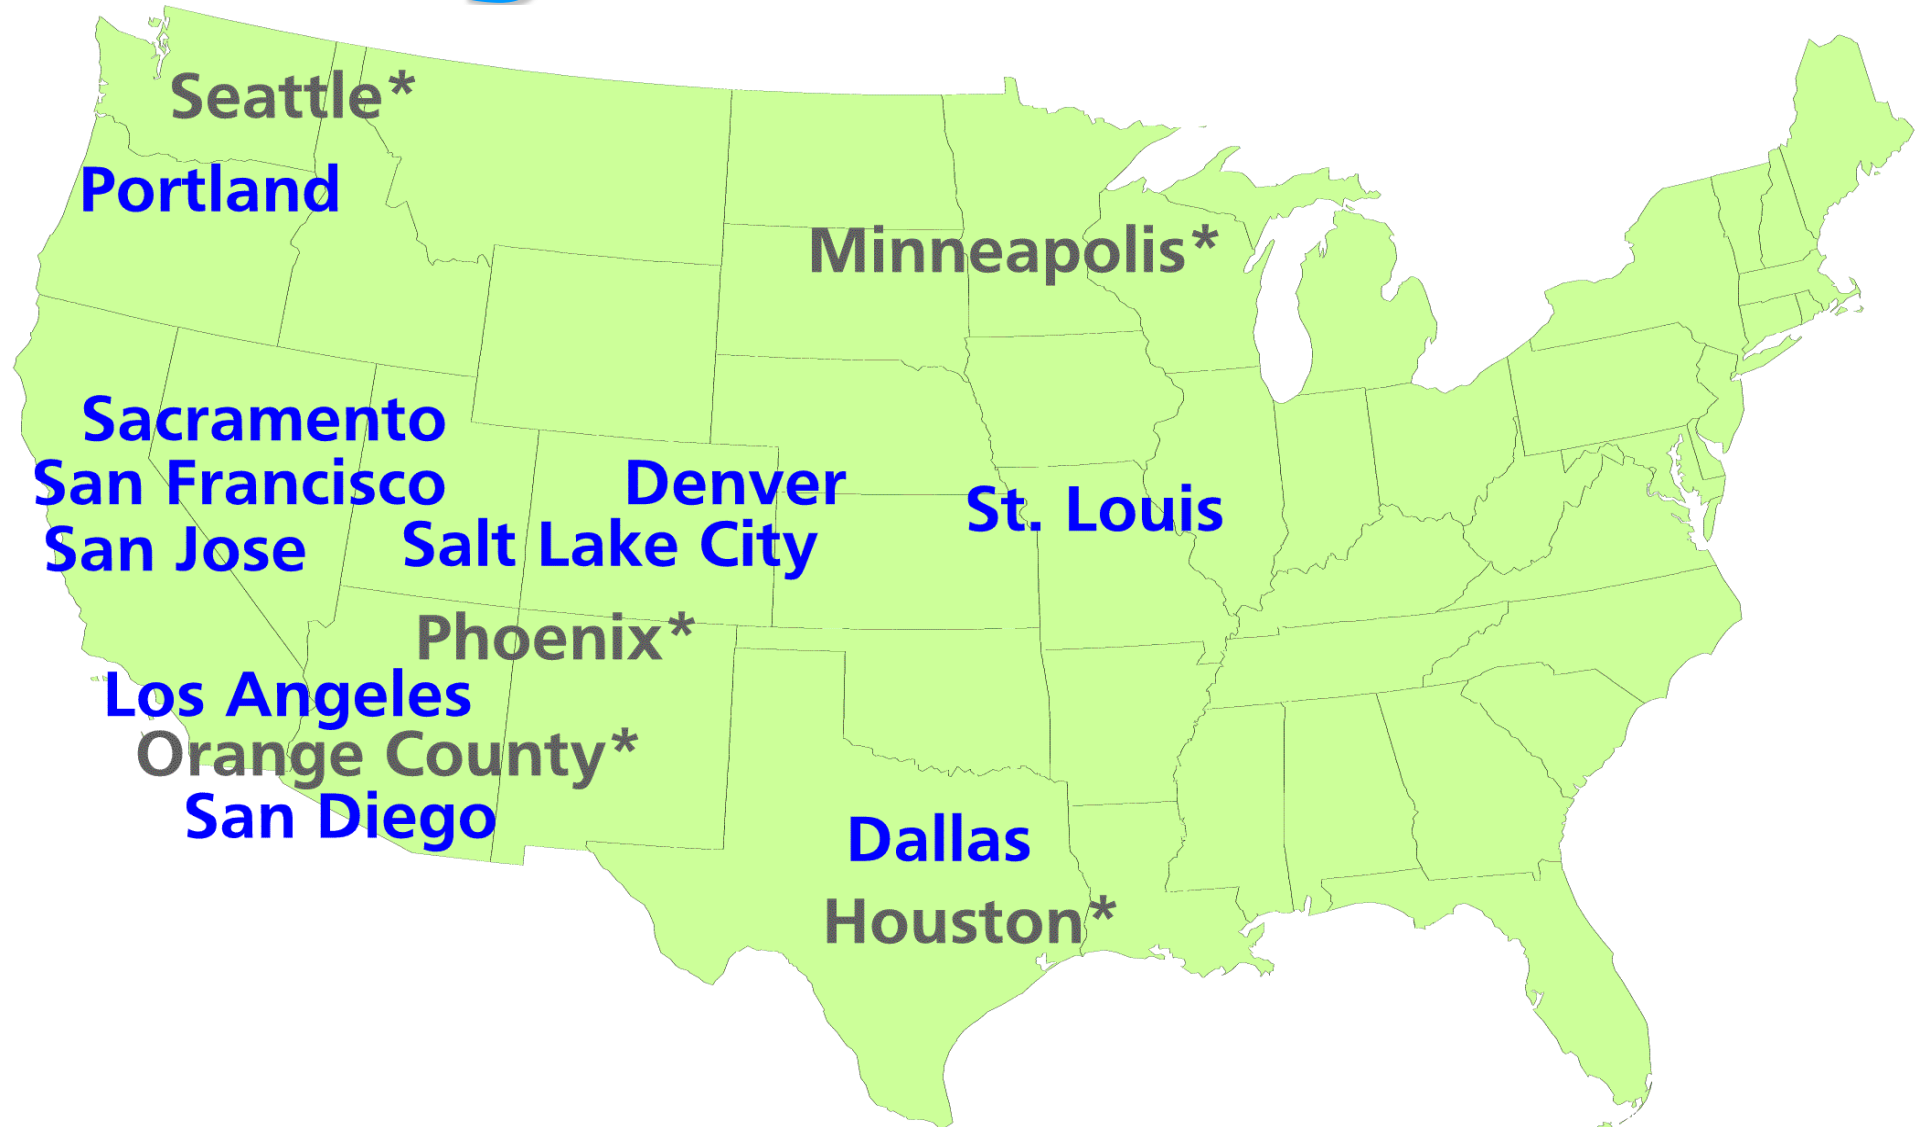 Seattle*
Portland
Minneapolis*
Sacramento
San Francisco
Denver
St. Louis
San Jose
Salt Lake City
Phoenix*
Los Angeles
Orange County*
San Diego
Dallas
Houston*